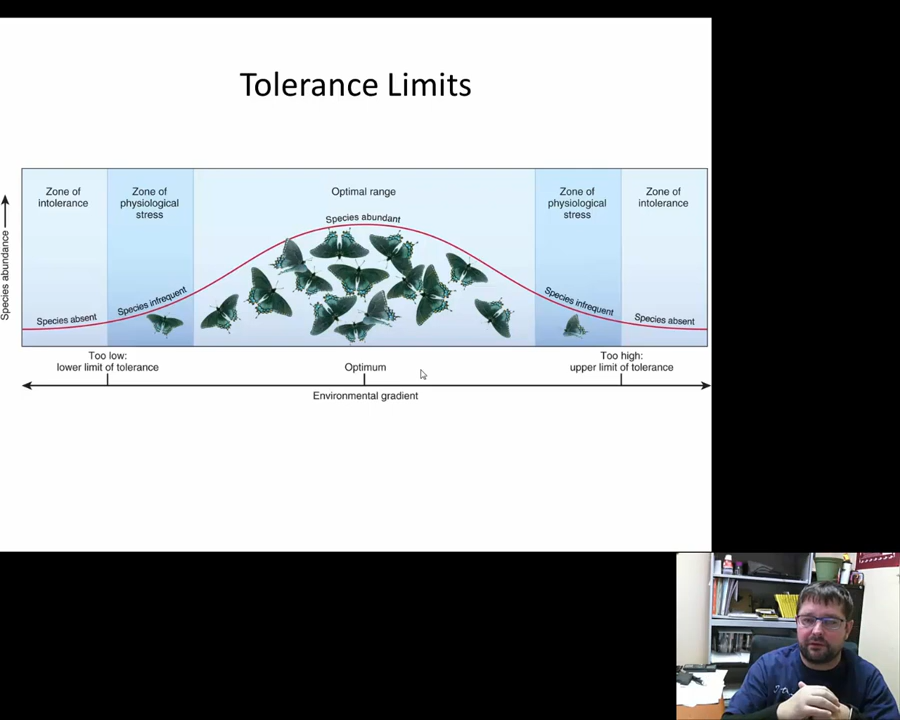 Tolerance Limits
Zone of
intolerance
Zone of
physiological
stress
Optimal range
Zone of
physiological
stress
Zone of
intolerance
Species abundant
Species abundance
Species absent
Species infrequent
Species infrequent
Species absent
Too low:
lower limit of tolerance
Optimum
Too high:
upper limit of tolerance
Environmental gradient